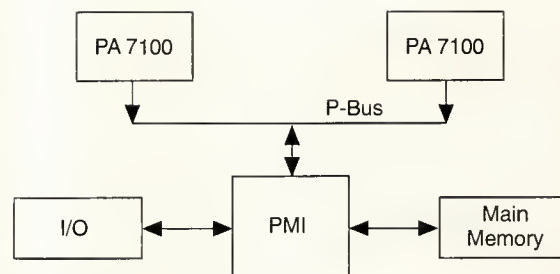 PA 7100
PA 7100
P-Bus
I/O
PMI
Main
Memory